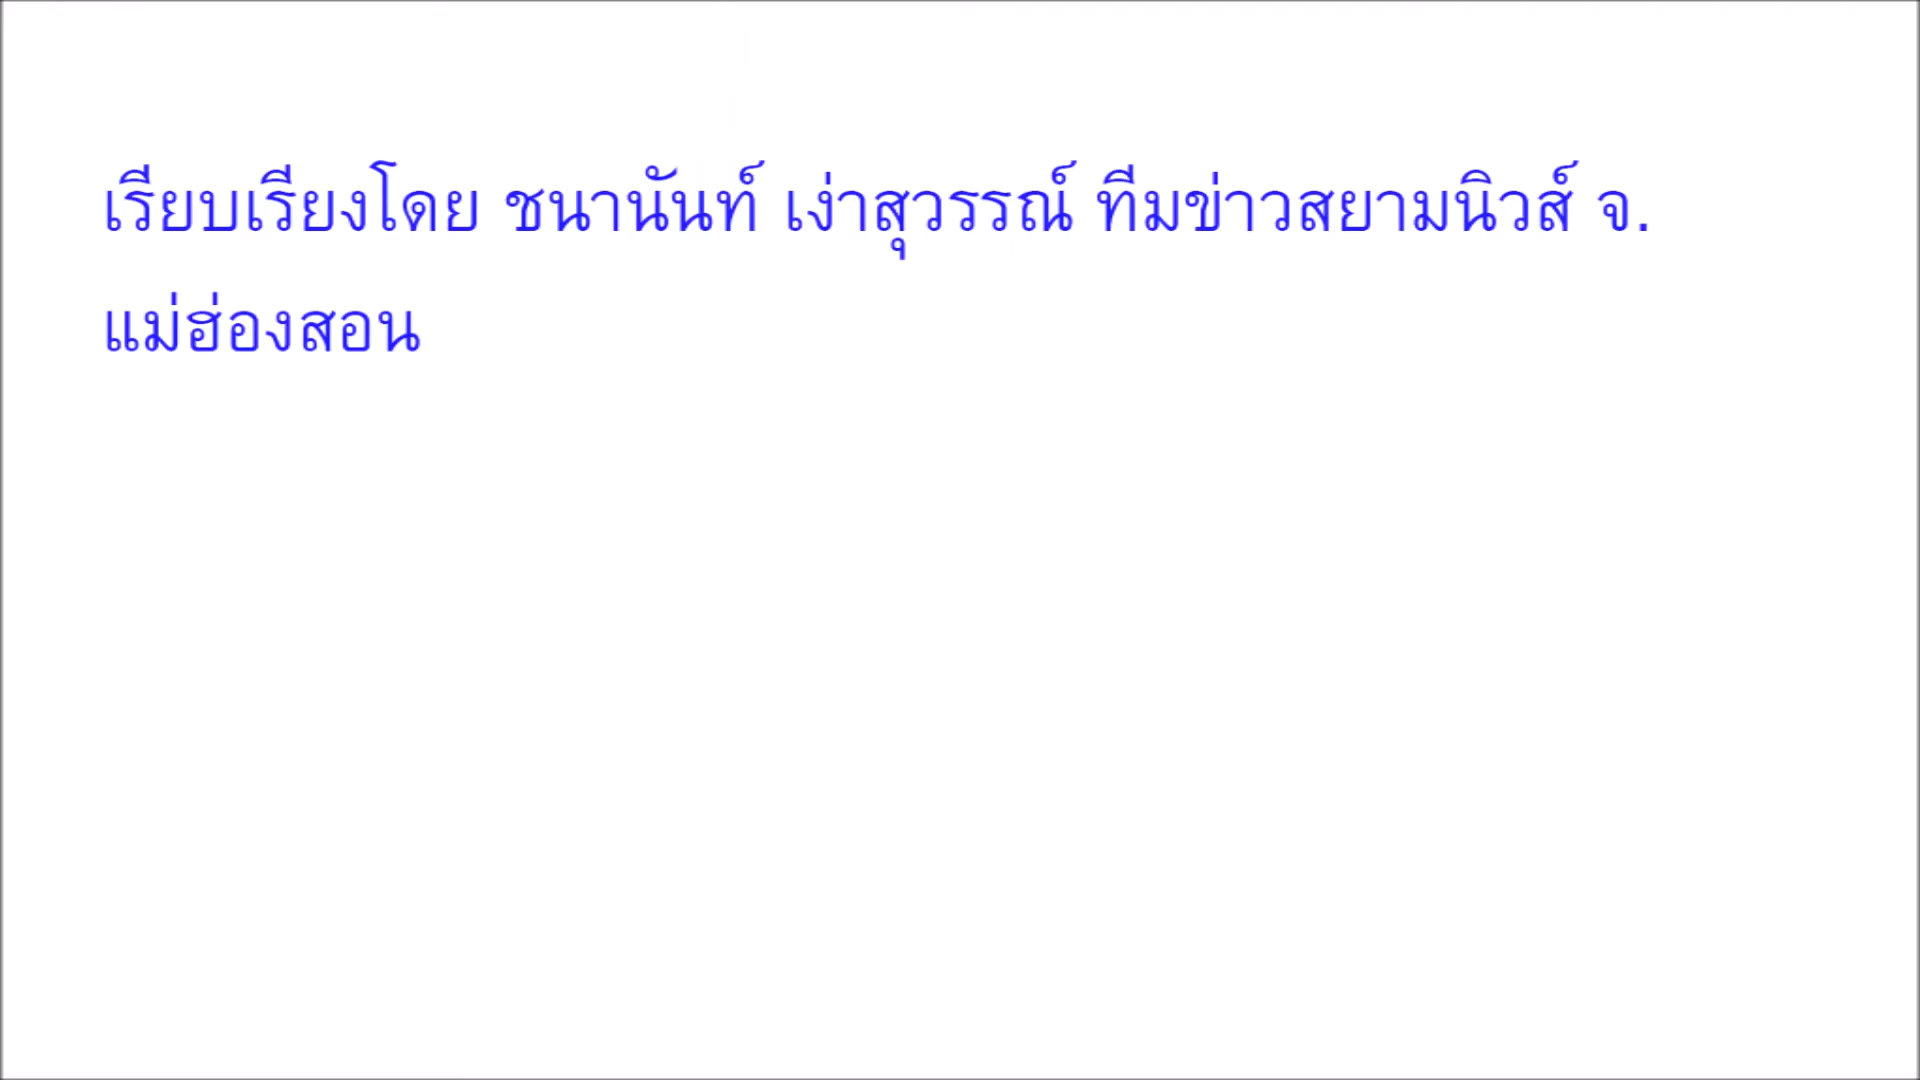 เรียบเรียงโดย ชนานันท์ เง่าสุวรรณ์ ทีมข่าวสยามนิวส์ จ.
แม่ฮ่องสอน